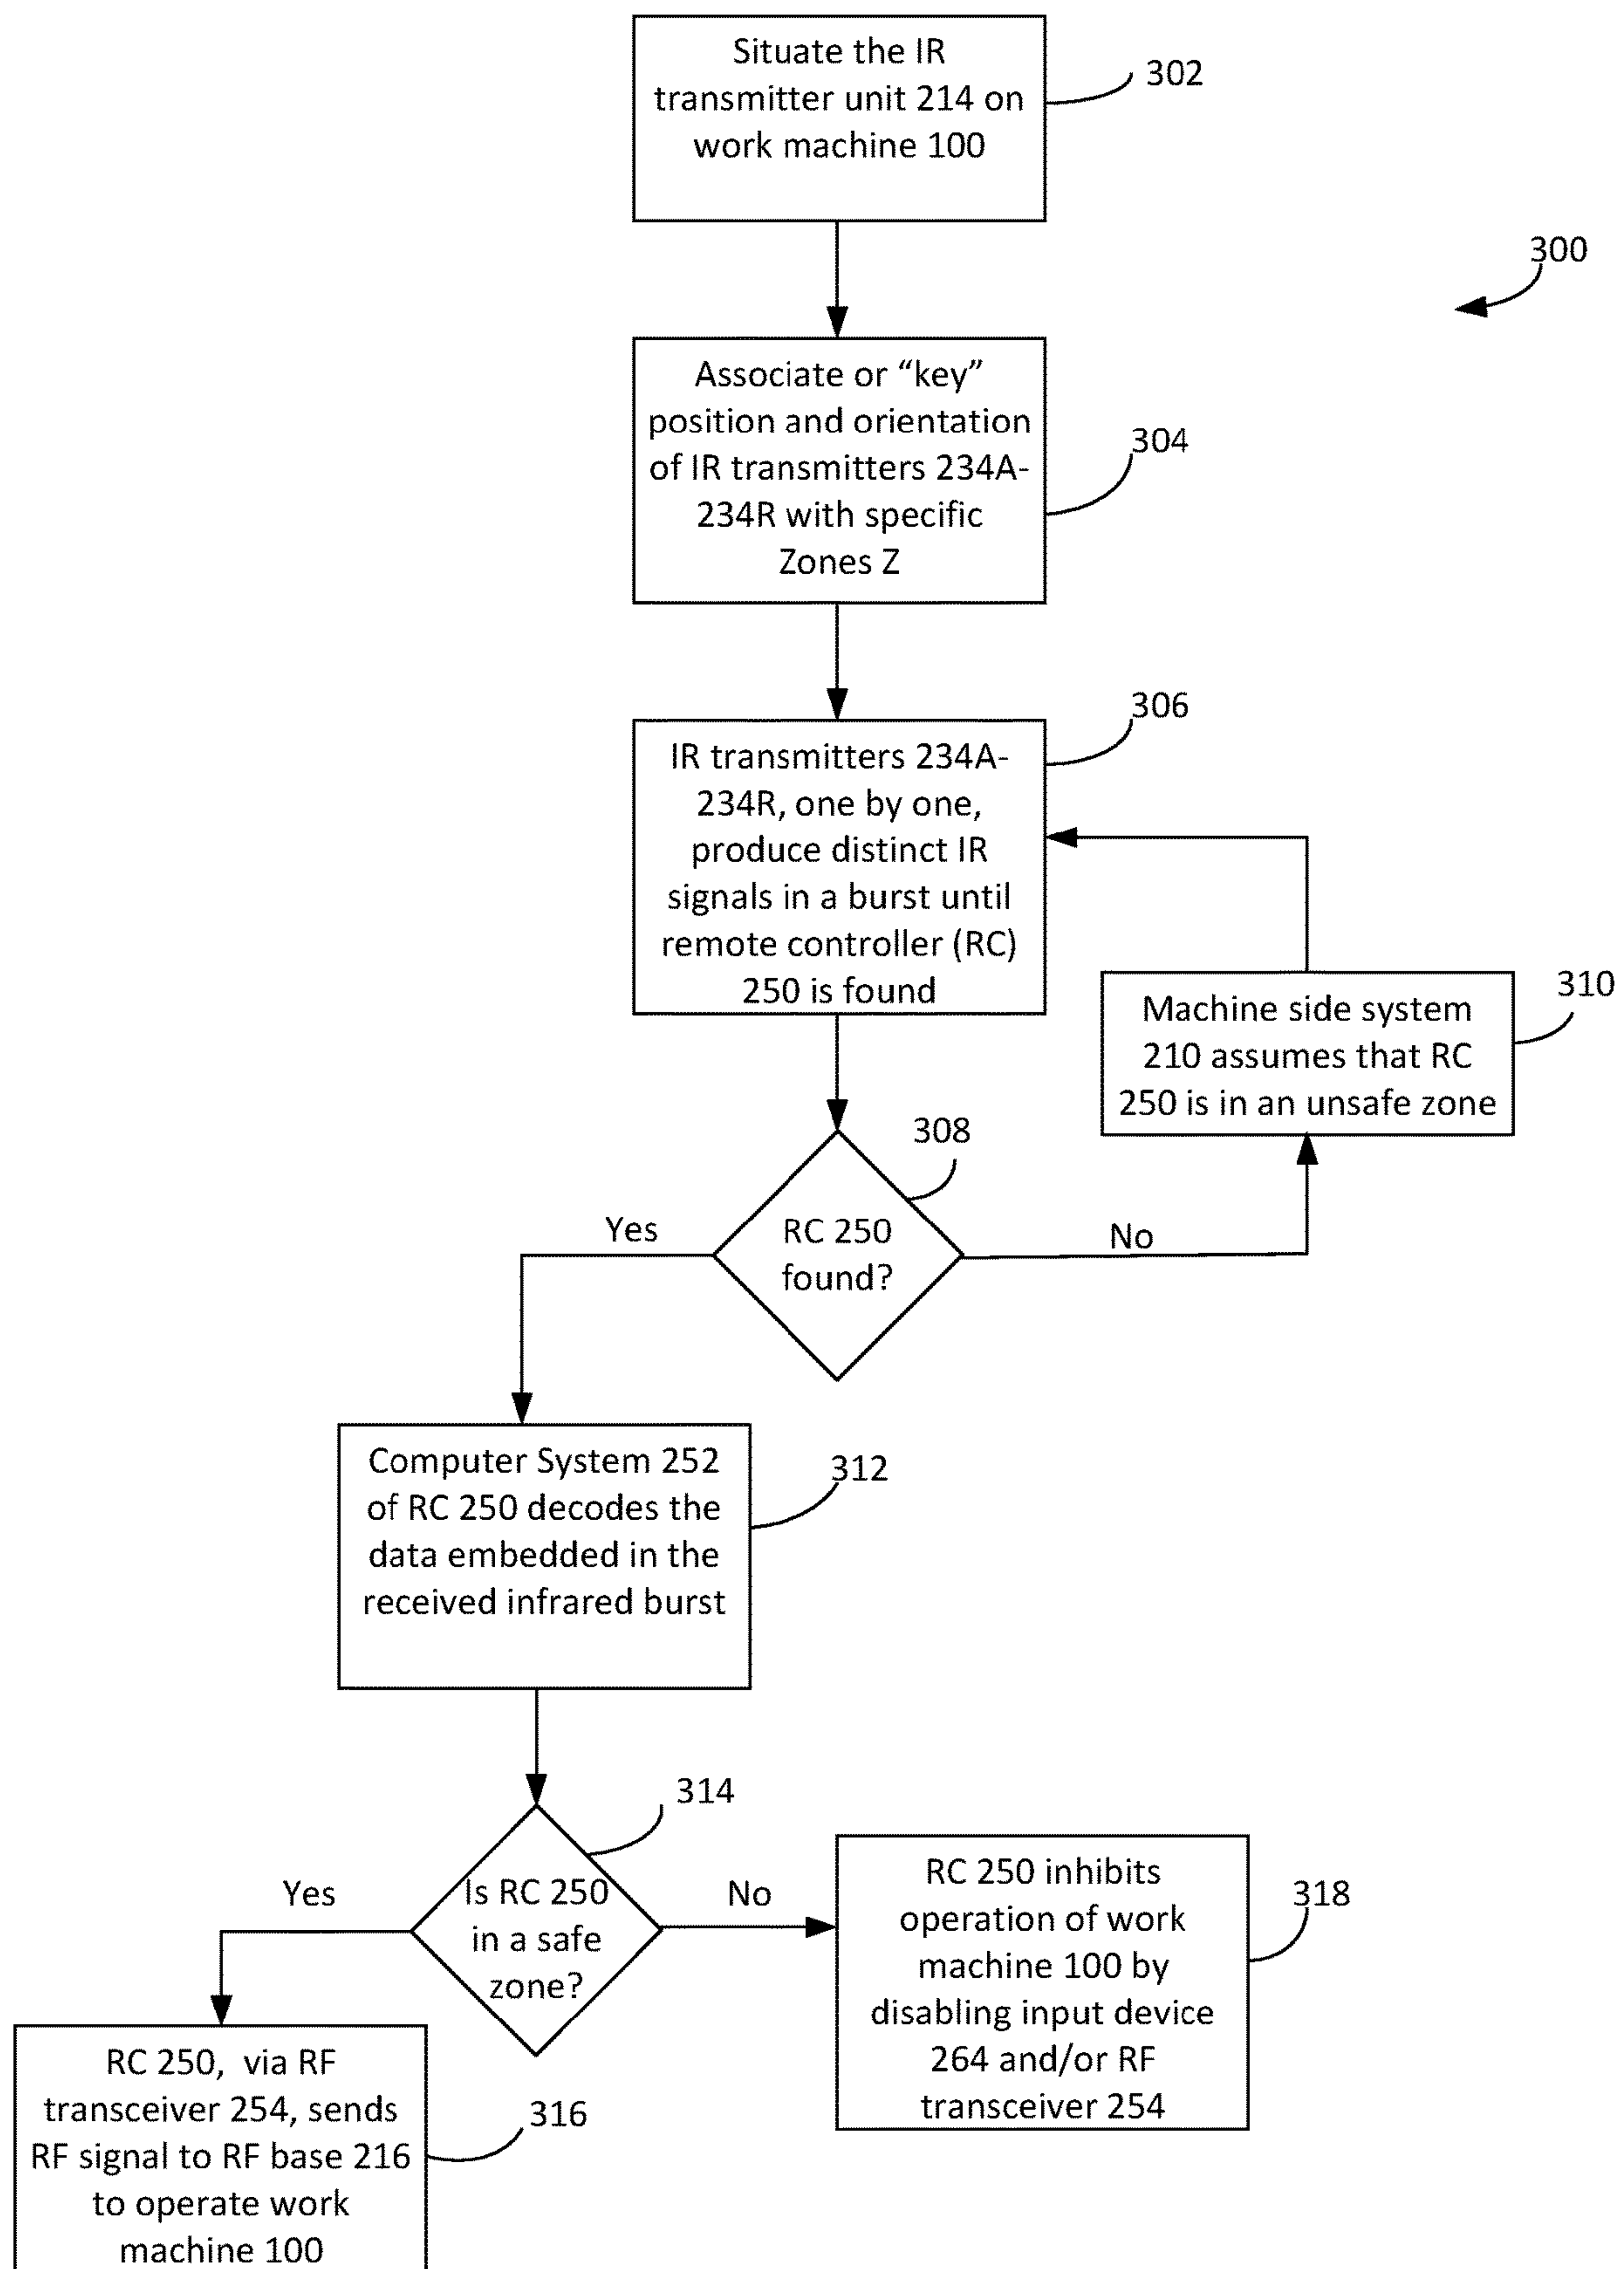 Situate the IR
transmitter unit 214 on
work machine 100
302
300
Associate or “key”
position and orientation
of IR transmitters 234A-
234R with specific
Zones Z
304
306
IR transmitters 234A-
234R, one by one,
produce distinct IR
signals in a burst until
remote controller (RC)
250 is found
310
Machine side system
210 assumes that RC
250 is in an unsafe zone
308
RC 250
found?
Yes
No
Computer System 252
of RC 250 decodes the
data embedded in the
received infrared burst
312
314
Is RC 250
in a safe
zone?
Yes
No
RC 250 inhibits
operation of work
machine 100 by
disabling input device
264 and/or RF
transceiver 254
318
RC 250, via RF
transceiver 254, sends
RF signal to RF base 216
to operate work
machine 100
316